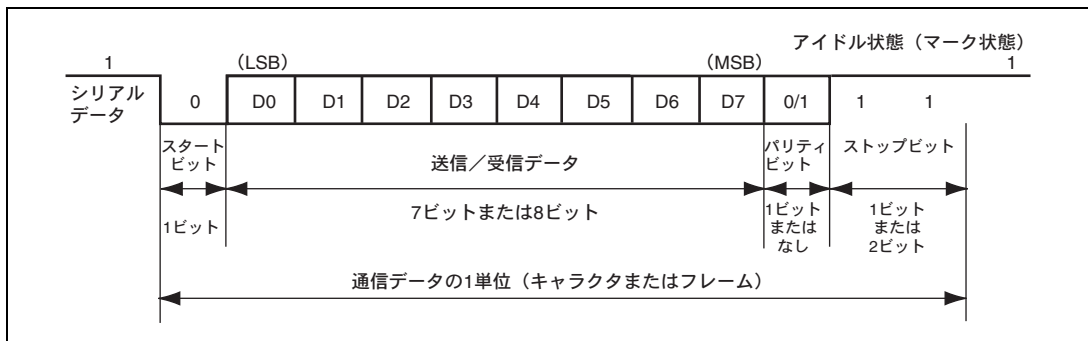 アイドル状態（マーク状態）
1 （LSB） （MSB） 1
シリアル
データ
0 D0 D1 D2 D3 D4 D5 D6 D7 0/1 1 1
スタート
ビット
送信／受信データ
パリティ
ビット
ストップビット
1ビット
7ビットまたは8ビット
1ビット
または
なし
1ビット
または
2ビット
通信データの1単位（キャラクタまたはフレーム）